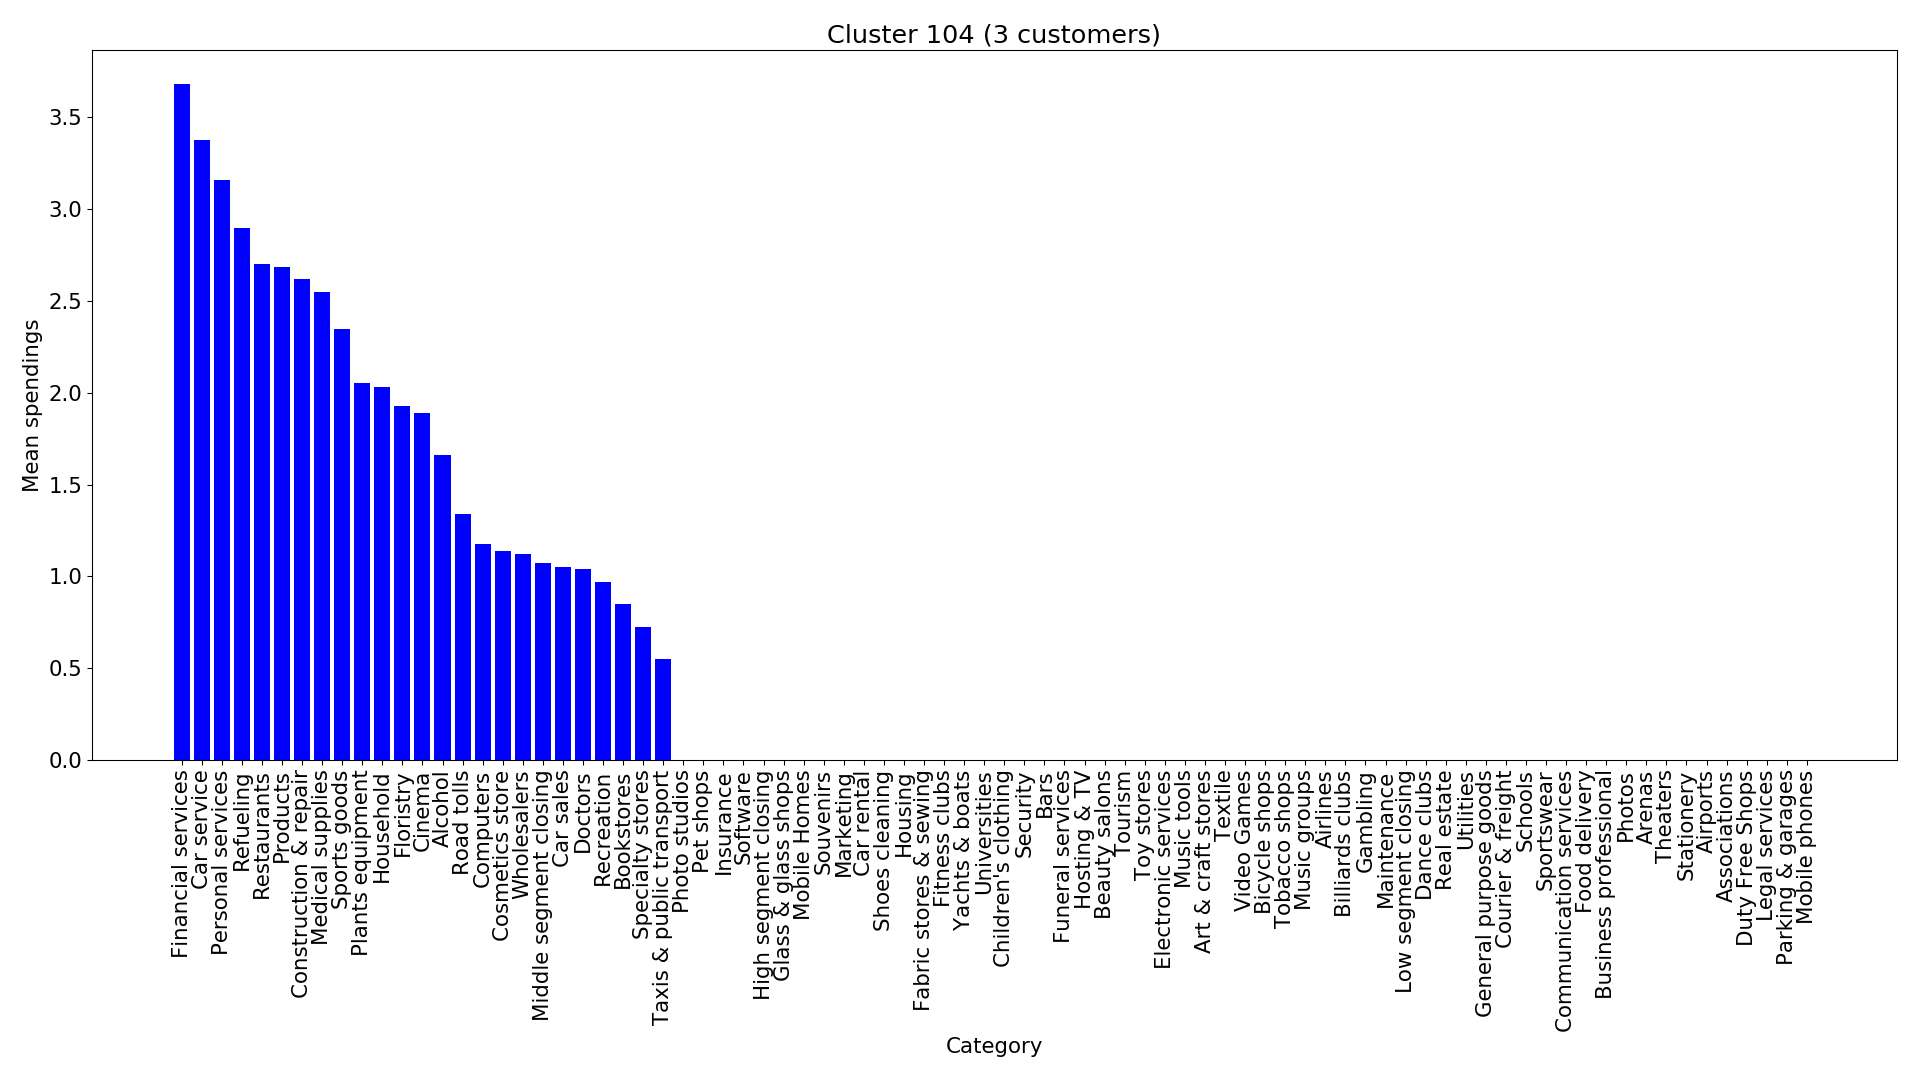 Cluster 104 (3 customers)
3.5
3.0
2.5
2.0
1.5
1.0
0.5
0.0
Mean spendings
Financial services
Car service
Personal services
Refueling
Restaurants
Products
Construction & repair
Medical supplies
Sports goods
Plants equipment
Household
Floristry
Cinema
Alcohol
Road tolls
Computers
Cosmetics store
Wholesalers
Middle segment closing
Car sales
Doctors
Recreation
Bookstores
Specialty stores
Taxis & public transport
Photo studios
Pet shops
Insurance
Software
High segment closing
Glass & glass shops
Mobile Homes
Souvenirs
Marketing
Car rental
Shoes cleaning
Housing
Fabric stores & sewing
Fitness clubs
Yachts & boats
Universities
Children's clothing
Security
Bars
Funeral services
Hosting & TV
Beauty salons
Tourism
Toy stores
Electronic services
Music tools
Art & craft stores
Textile
Video Games
Bicycle shops
Tobacco shops
Music groups
Airlines
Billiards clubs
Gambling
Maintenance
Low segment closing
Dance clubs
Real estate
Utilities
General purpose goods
Courier & freight
Schools
Sportswear
Communication services
Food delivery
Business professional
Photos
Arenas
Theaters
Stationery
Airports
Associations
Duty Free Shops
Legal services
Parking & garages
Mobile phones
Category